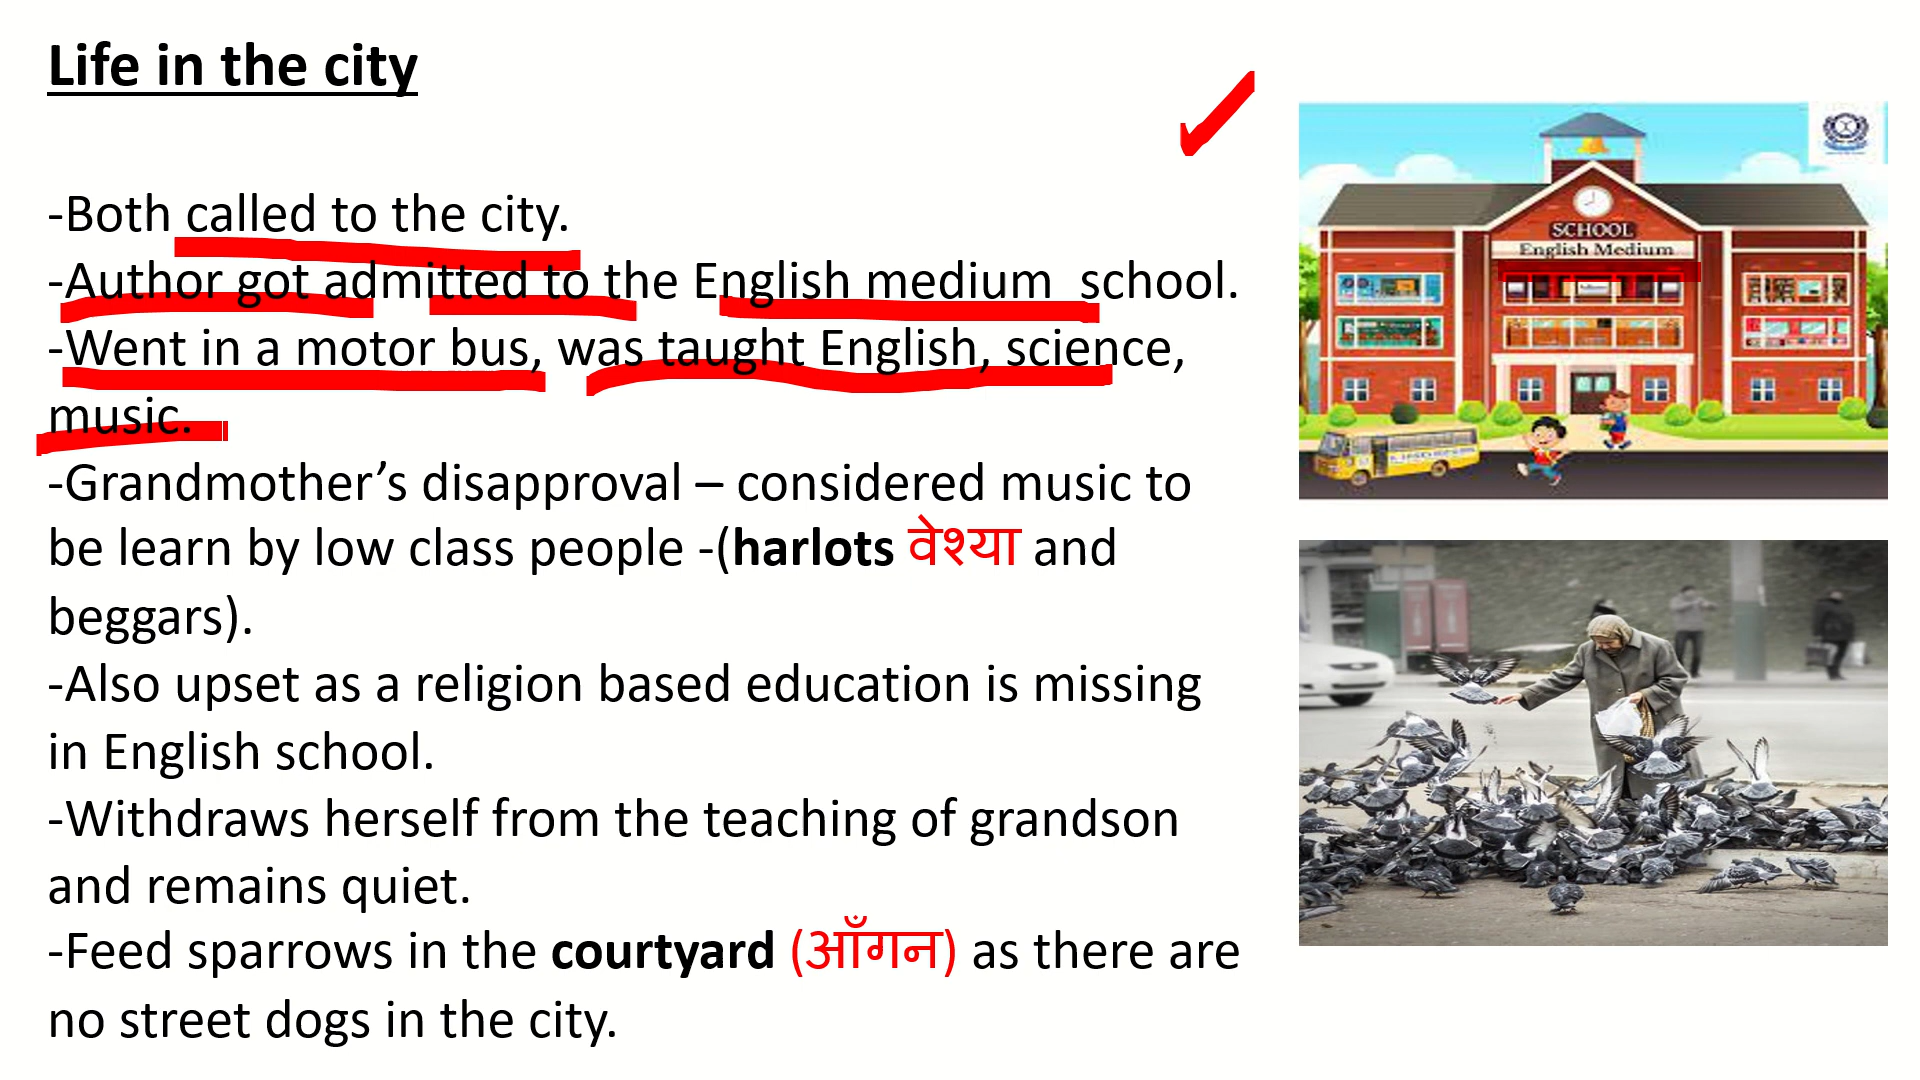 Life in the city
-Both called to the city.
-Author got admitted to the English medium  school.
-Went in a motor bus, was taught English, science,
music.
-Grandmother’s disapproval – considered music to
be learn by low class people -(harlots वेश्या and
beggars).
-Also upset as a religion based education is missing
in English school.
-Withdraws herself from the teaching of grandson
and remains quiet.
-Feed sparrows in the courtyard (आँगन) as there are
no street dogs in the city.
SCHOOL
English Medium